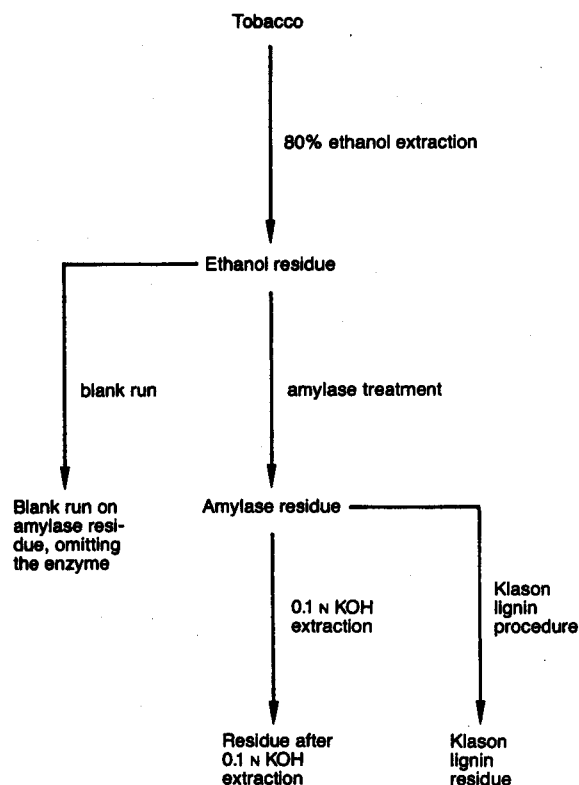 Tobacco
80% ethanol extraction
Ethanol residue
blank run
amylase treatment
Blank run on
amylase resi-
due, omitting
the enzyme
Amylase residue
0.1 N KOH
extraction
Klason
lignin
procedure
Residue after
0.1 N KOH
extraction
Klason
lignin
residue